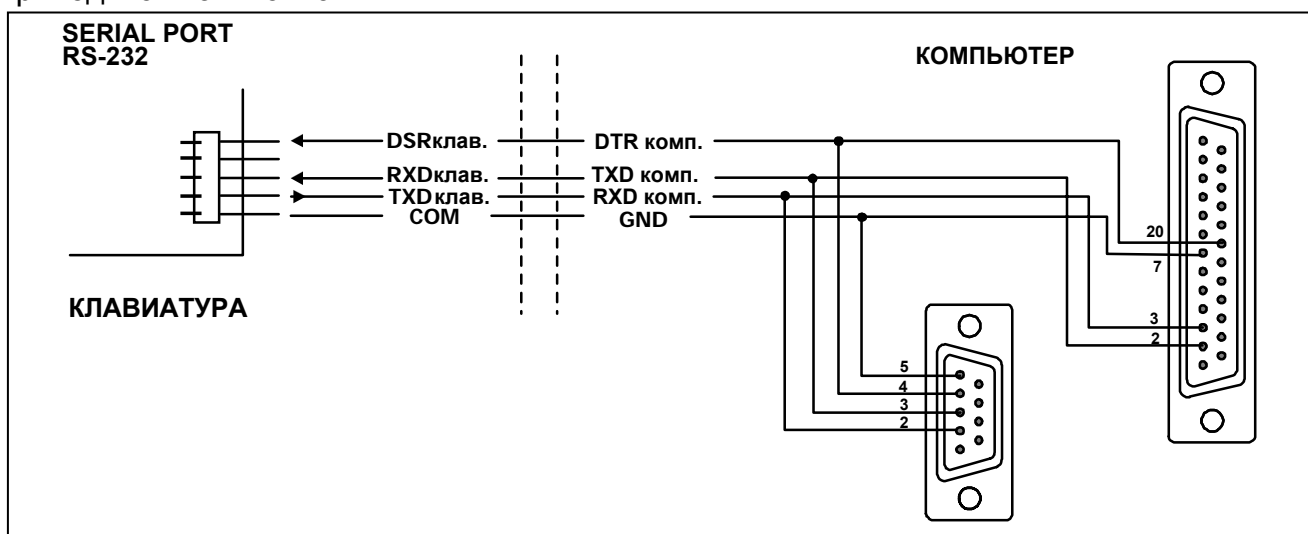 SERIAL PORT
RS-232
КОМПЬЮТЕР
DSRклав. DTR комп.
RXDклав. TXD комп.
TXDклав. RXD комп.
COM GND
20
7
3
2
КЛАВИАТУРА
5
4
3
2